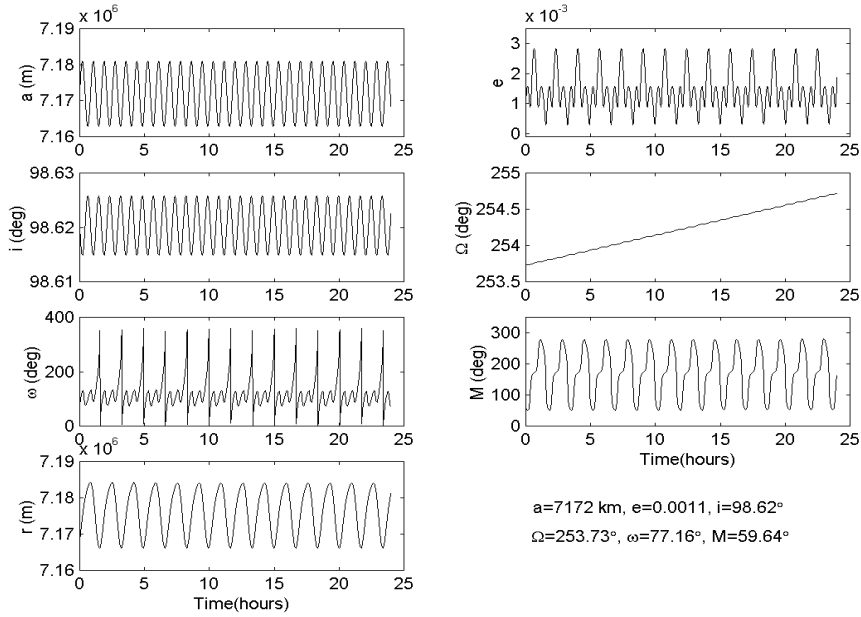 x 10⁶
7.19
7.18
7.17
7.16
a (m)
0 5 10 15 20 25
x 10⁻³
3
2
1
0
e
0 5 10 15 20 25
98.63
98.62
98.61
i (deg)
0 5 10 15 20 25
255
254.5
254
253.5
Ω (deg)
0 5 10 15 20 25
400
200
0
ω (deg)
0 5 10 15 20 25
300
200
100
0
M (deg)
0 5 10 15 20 25
Time(hours)
x 10⁶
7.19
7.18
7.17
7.16
r (m)
0 5 10 15 20 25
Time(hours)
a=7172 km, e=0.0011, i=98.62°
Ω=253.73°, ω=77.16°, M=59.64°